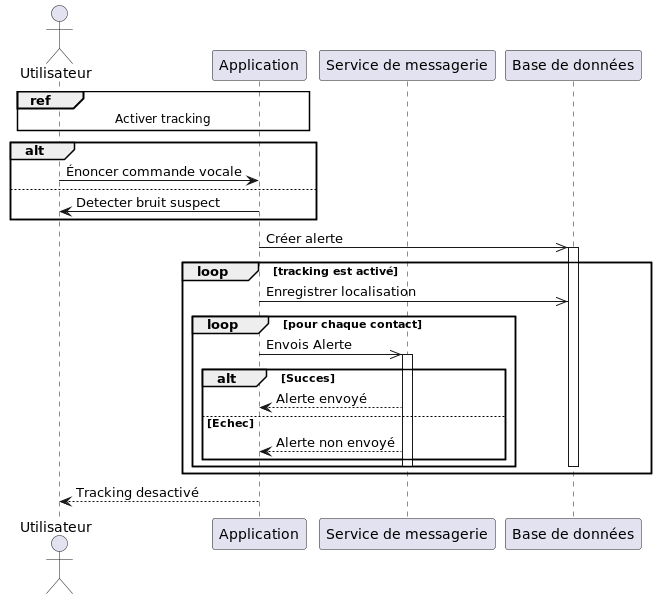 Utilisateur
Application
Service de messagerie
Base de données
ref
Activer tracking
alt
Énoncer commande vocale
Detecter bruit suspect
Créer alerte
loop
[tracking est activé]
Enregistrer localisation
loop
[pour chaque contact]
Envois Alerte
alt
[Succes]
Alerte envoyé
[Echec]
Alerte non envoyé
Tracking desactivé
Utilisateur
Application
Service de messagerie
Base de données